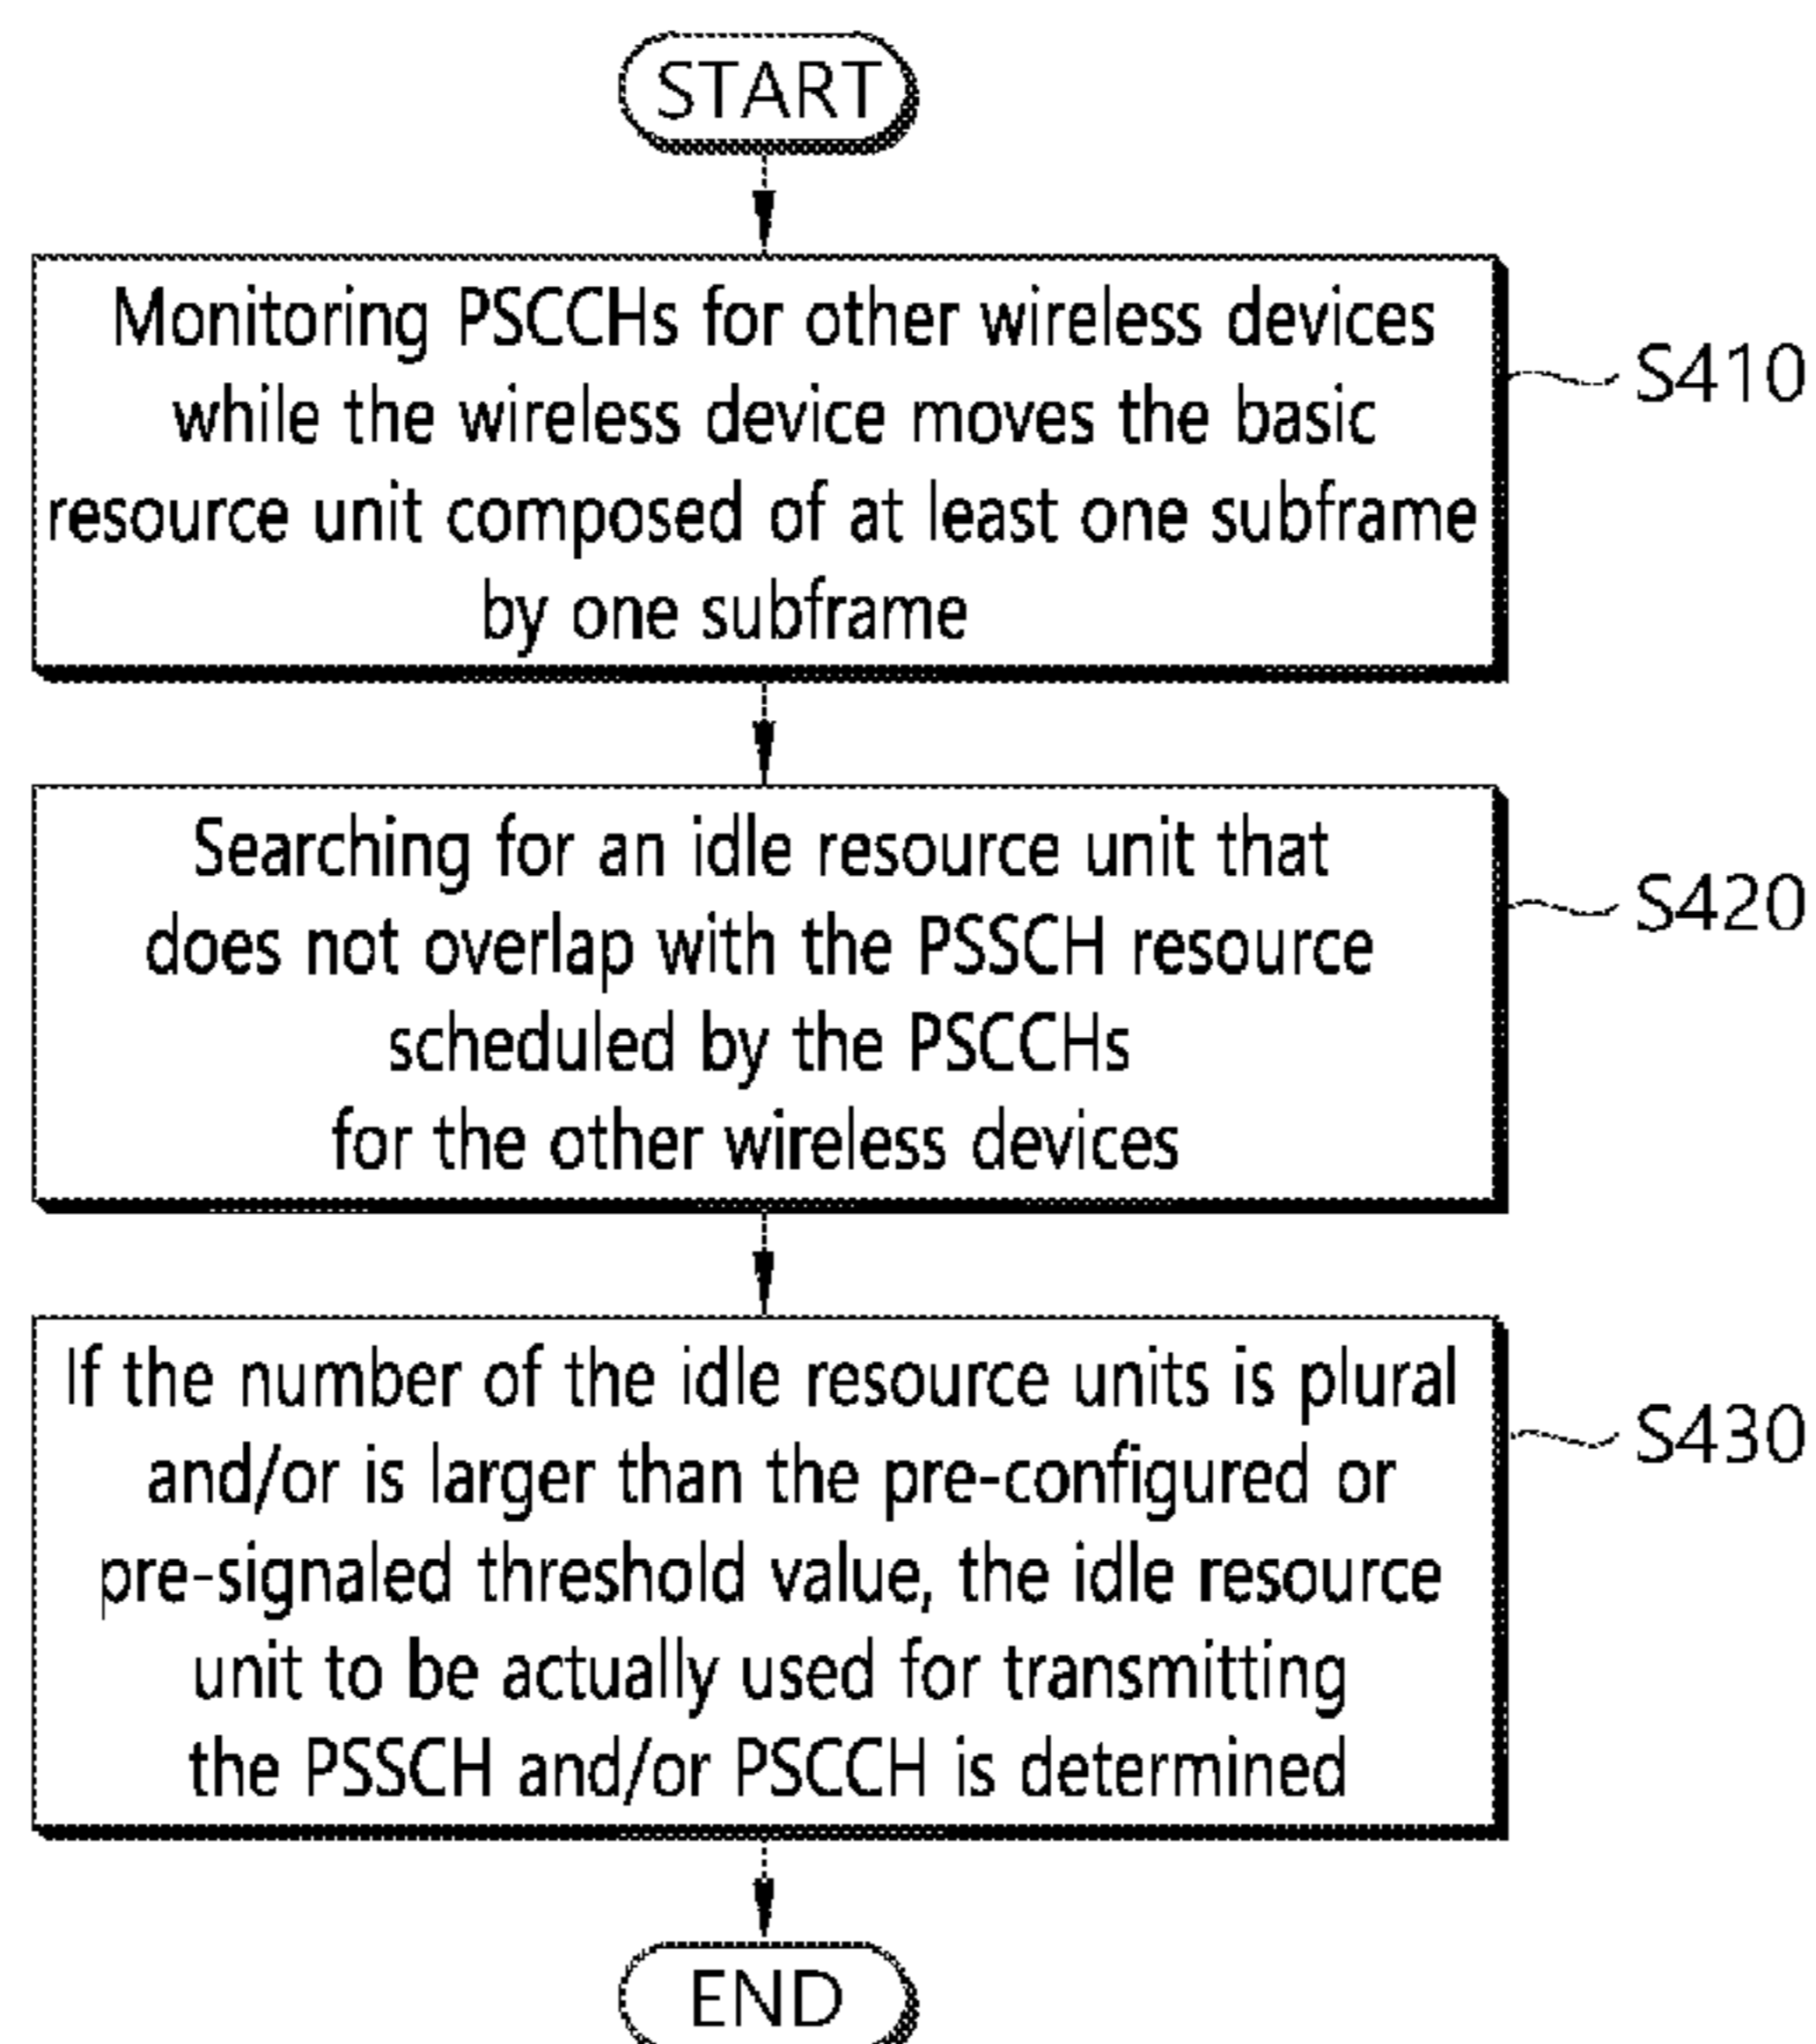 START
Monitoring PSCCHs for other wireless devices
while the wireless device moves the basic
resource unit composed of at least one subframe
by one subframe
S410
Searching for an idle resource unit that
does not overlap with the PSSCH resource
scheduled by the PSCCHs
for the other wireless devices
S420
If the number of the idle resource units is plural
and/or is larger than the pre-configured or
pre-signaled threshold value, the idle resource
unit to be actually used for transmitting
the PSSCH and/or PSCCH is determined
S430
END